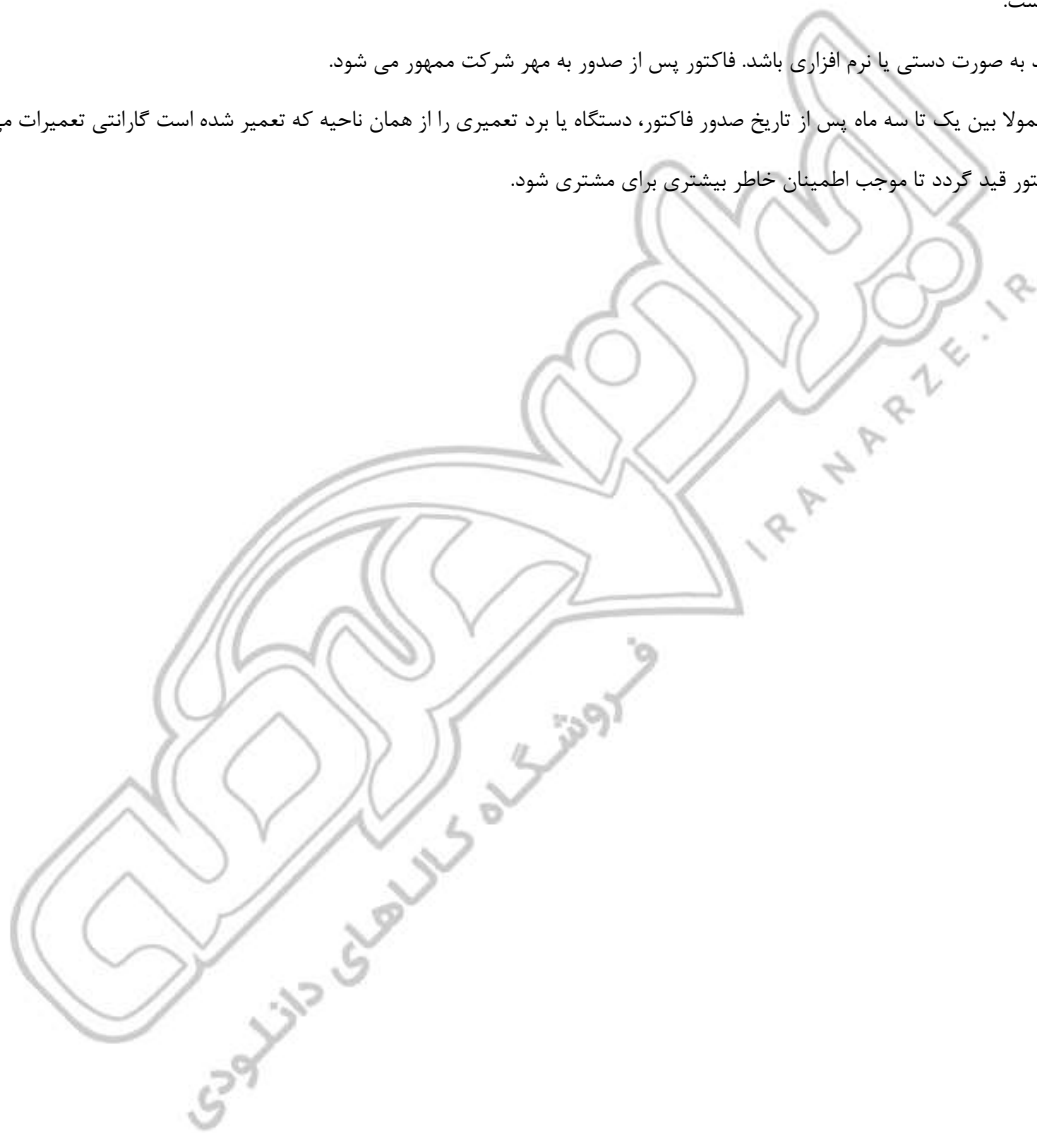 است.
د به صورت دستی یا نرم افزاری باشد. فاکتور پس از صدور به مهر شرکت ممهور می شود.
مولا بین یک تا سه ماه پس از تاریخ صدور فاکتور، دستگاه یا برد تعمیری را از همان ناحیه که تعمیر شده است گارانتی تعمیرات
تور قید گردد تا موجب اطمینان خاطر بیشتری برای مشتری شود.
ایران عرضه
IRANARZE.IR
فروشگاه کالاهای دانلودی